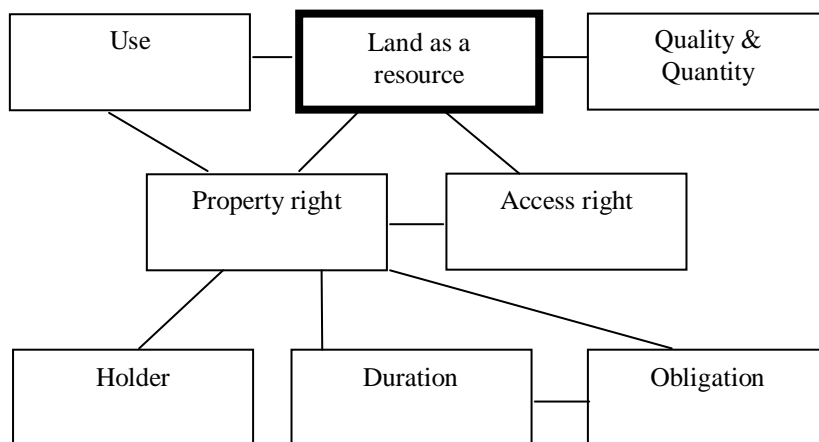 Use
Land as a
resource
Quality &
Quantity
Property right
Access right
Holder
Duration
Obligation